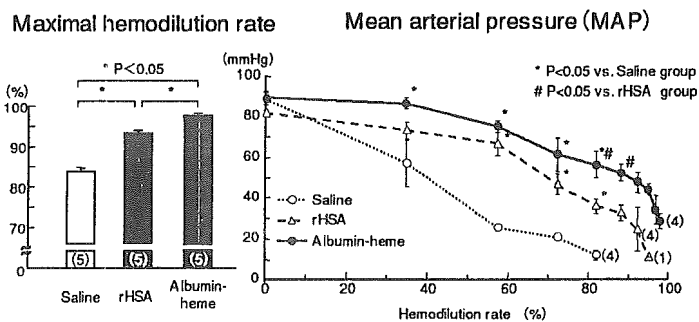 Maximal hemodilution rate
* P<0.05
*
*
(%)
100
90
80
70
0
(5)
(5)
(5)
Saline
rHSA
Albumin-
heme
Mean arterial pressure (MAP)
(mmHg)
* P<0.05 vs. Saline group
# P<0.05 vs. rHSA group
100
80
60
40
20
0
*
*
*
*
*
*#
*
#
Saline
rHSA
Albumin-heme
(4)
(4)
(4)
(1)
0
20
40
60
80
100
Hemodilution rate (%)